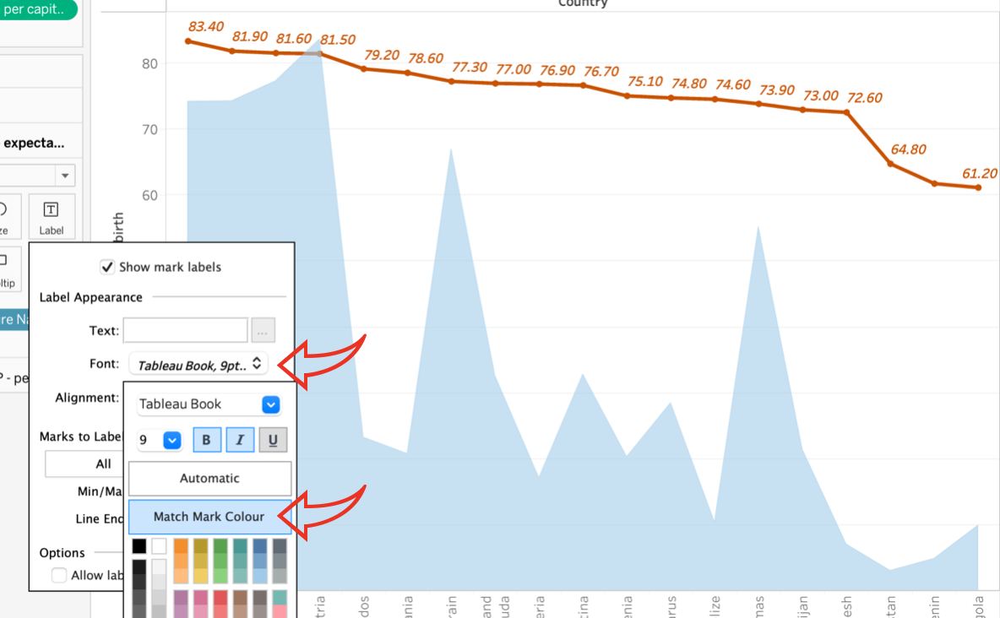 per capit..
Country
expecta...
ze
Label
ltip
re Na
P - pe
birth
80
70
60
83.40
81.90
81.60
81.50
79.20
78.60
77.30
77.00
76.90
76.70
75.10
74.80
74.60
73.90
73.00
72.60
64.80
61.20
Show mark labels
Label Appearance
Text:
...
Font:
Tableau Book, 9pt..
Alignment:
Tableau Book
9
B
I
U
Marks to Labe
All
Automatic
Min/Ma
Match Mark Colour
Line End
Options
Allow lab
tria
dos
ania
rain
and
uda
eria
tina
enia
arus
lize
mas
ijan
esh
stan
enin
gola